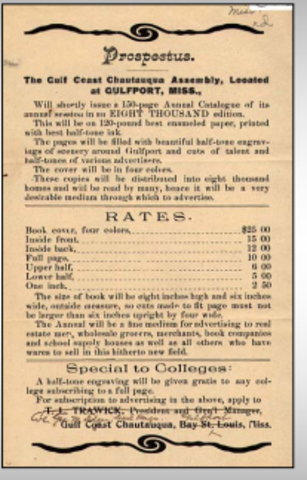 Prospectus.
The Gulf Coast Chautauqua Assembly, Located
at GULFPORT, MISS.,
Will shortly issue a 150-page Annual Catalogue of its
annual session in an EIGHT THOUSAND edition.
This will be on 120-pound best enameled paper, printed
with best half-tone ink.
The pages will be filled with beautiful half-tone engrav-
ings of scenery around Gulfport and cuts of talent and
half-tones of various advertisers.
The cover will be in four colors.
These copies will be distributed into eight thousand
homes and will be read by many, hence it will be a very
desirable medium through which to advertise.
RATES.
Book cover, four colors, $25 00
Inside front, 15 00
Inside back, 12 00
Full page, 10 00
Upper half, 6 00
Lower half, 5 00
One inch, 2 50
The size of book will be eight inches high and six inches
wide, outside measure, so cuts made to fit page must not
be larger than six inches upright by four wide.
The Annual will be a fine medium for advertising to real
estate men, wholesale grocers, merchants, book companies
and school supply houses as well as all others who have
wares to sell in this hitherto new field.
Special to Colleges:
A half-tone engraving will be given gratis to any col-
lege subscribing to a full page.
For subscription to advertising in the above, apply to
T. L. TRAWICK, President and Gen'l Manager,
Gulf Coast Chautauqua, Bay St. Louis, Miss.